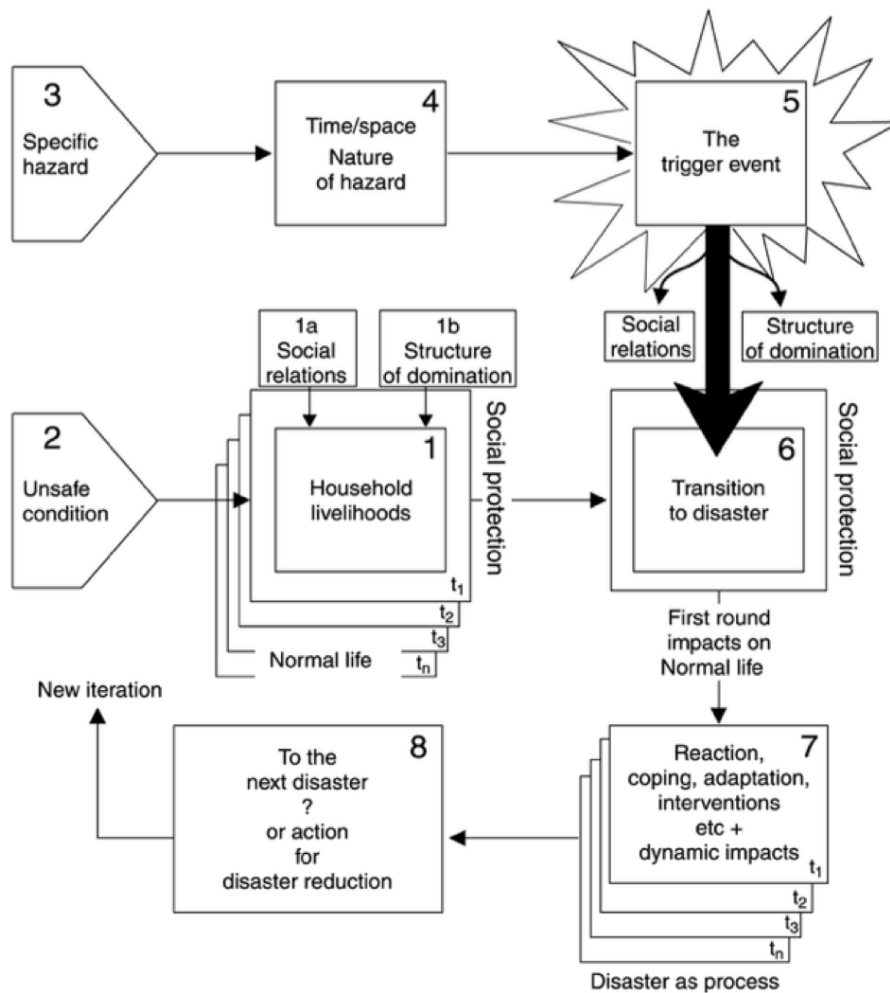 3
Specific
hazard
4
Time/space
Nature
of hazard
5
The
trigger event
Social
relations
Structure
of domination
1a
Social
relations
1b
Structure
of domination
2
Unsafe
condition
1
Household
livelihoods
Social protection
t1
t2
t3
tn
Normal life
6
Transition
to disaster
Social protection
First round
impacts on
Normal life
New iteration
8
To the
next disaster
?
or action
for
disaster reduction
7
Reaction,
coping, adaptation,
interventions
etc +
dynamic impacts
t1
t2
t3
tn
Disaster as process